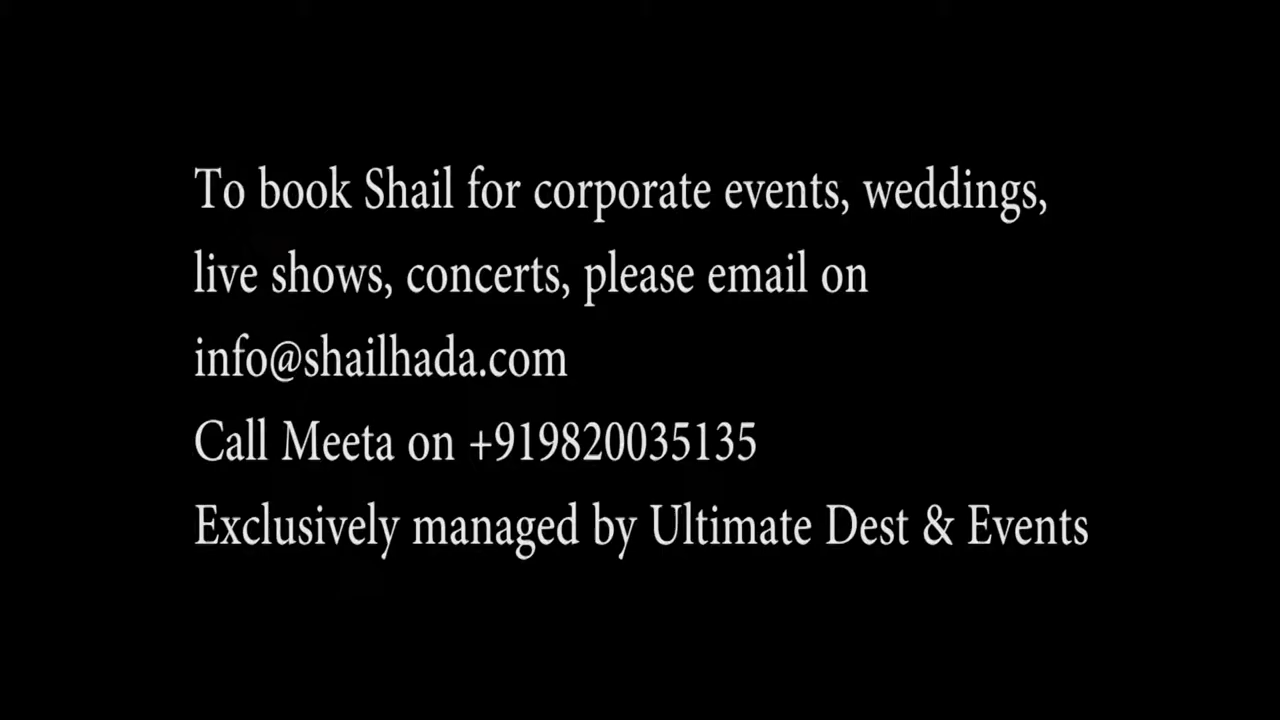 To book Shail for corporate events, weddings,
live shows, concerts, please email on
info@shailhada.com
Call Meeta on +919820035135
Exclusively managed by Ultimate Dest & Events